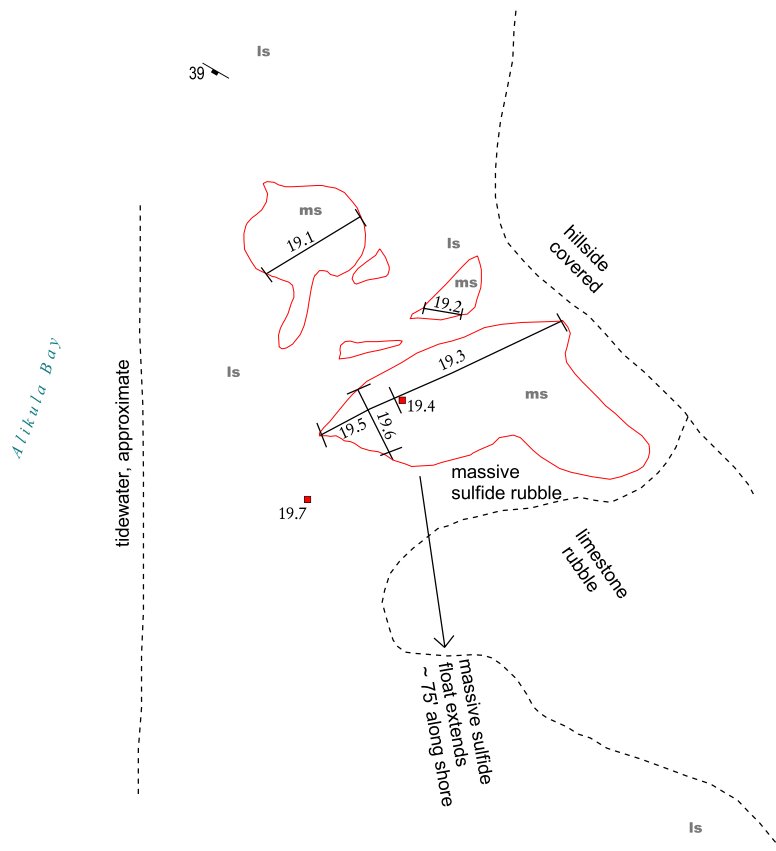 ls
39
ms
19.1
ls
hillside
covered
ms
19.2
Alikula Bay
tidewater, approximate
ls
19.3
ms
19.4
19.5
19.6
massive
sulfide rubble
19.7
limestone
rubble
massive sulfide
float extends
~ 75' along shore
ls